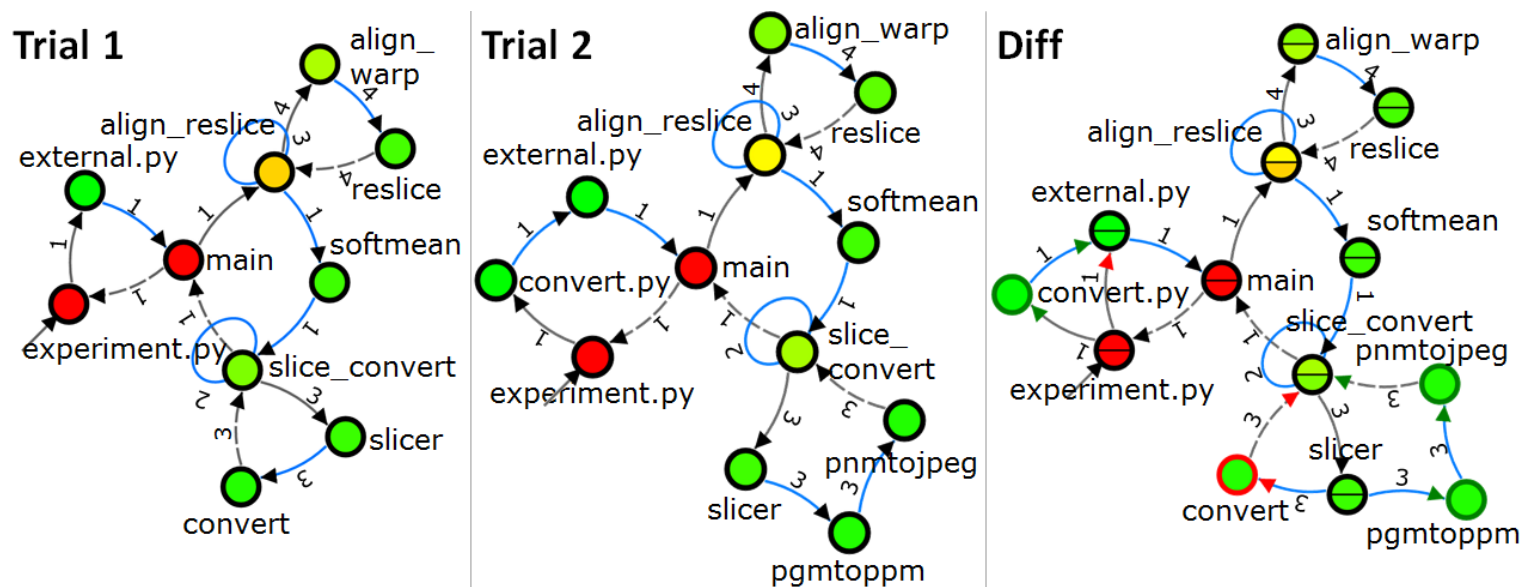 Trial 1
align_
warp
4
4
align_reslice
3
external.py
4
reslice
1
1
1
1
softmean
main
1
1
1
experiment.py
slice_convert
2
3
3
slicer
3
convert
Trial 2
align_warp
4
4
3
align_reslice
reslice
4
external.py
1
1
1
1
softmean
main
convert.py
1
1
1
1
slice_
convert
2
experiment.py
3
3
pnmtojpeg
3
3
slicer
pgmtoppm
Diff
align_warp
4
4
3
align_reslice
reslice
4
external.py
1
1
1
1
softmean
1
main
convert.py
1
1
1
slice_convert
pnmtojpeg
1
2
experiment.py
3
3
3
slicer
3
3
3
convert
pgmtoppm